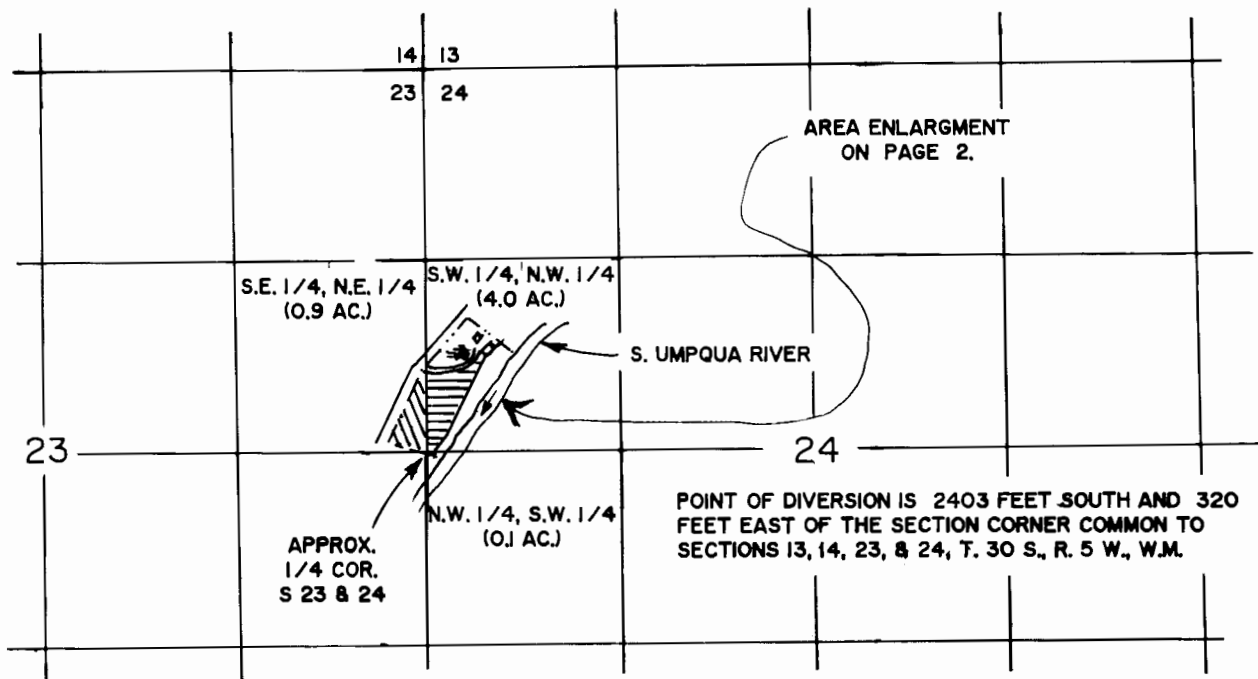 14 13
23 24
AREA ENLARGMENT
ON PAGE 2.
S.E. 1/4, N.E. 1/4
(0.9 AC.)
S.W. 1/4, N.W. 1/4
(4.0 AC.)
S. UMPQUA RIVER
23
24
N.W. 1/4, S.W. 1/4
(0.1 AC.)
APPROX.
1/4 COR.
S 23 & 24
POINT OF DIVERSION IS 2403 FEET SOUTH AND 320
FEET EAST OF THE SECTION CORNER COMMON TO
SECTIONS 13, 14, 23, & 24, T. 30 S., R. 5 W., W.M.